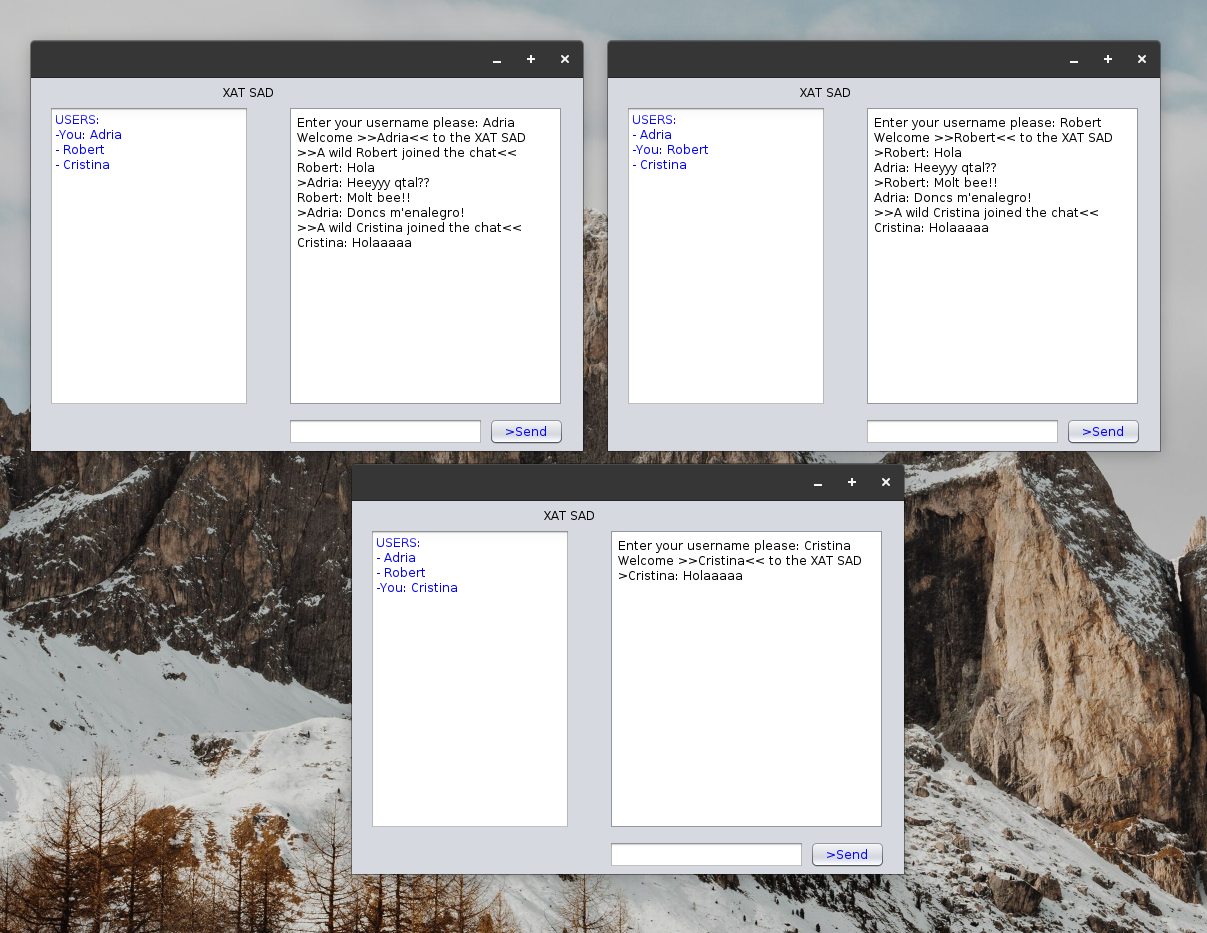 XAT SAD
USERS:
-You: Adria
- Robert
- Cristina
Enter your username please: Adria
Welcome >>Adria<< to the XAT SAD
>>A wild Robert joined the chat<<
Robert: Hola
>Adria: Heeyyy qtal??
Robert: Molt bee!!
>Adria: Doncs m'enalegro!
>>A wild Cristina joined the chat<<
Cristina: Holaaaaa
>Send
XAT SAD
USERS:
- Adria
-You: Robert
- Cristina
Enter your username please: Robert
Welcome >>Robert<< to the XAT SAD
>Robert: Hola
Adria: Heeyyy qtal??
>Robert: Molt bee!!
Adria: Doncs m'enalegro!
>>A wild Cristina joined the chat<<
Cristina: Holaaaaa
>Send
XAT SAD
USERS:
- Adria
- Robert
-You: Cristina
Enter your username please: Cristina
Welcome >>Cristina<< to the XAT SAD
>Cristina: Holaaaaa
>Send